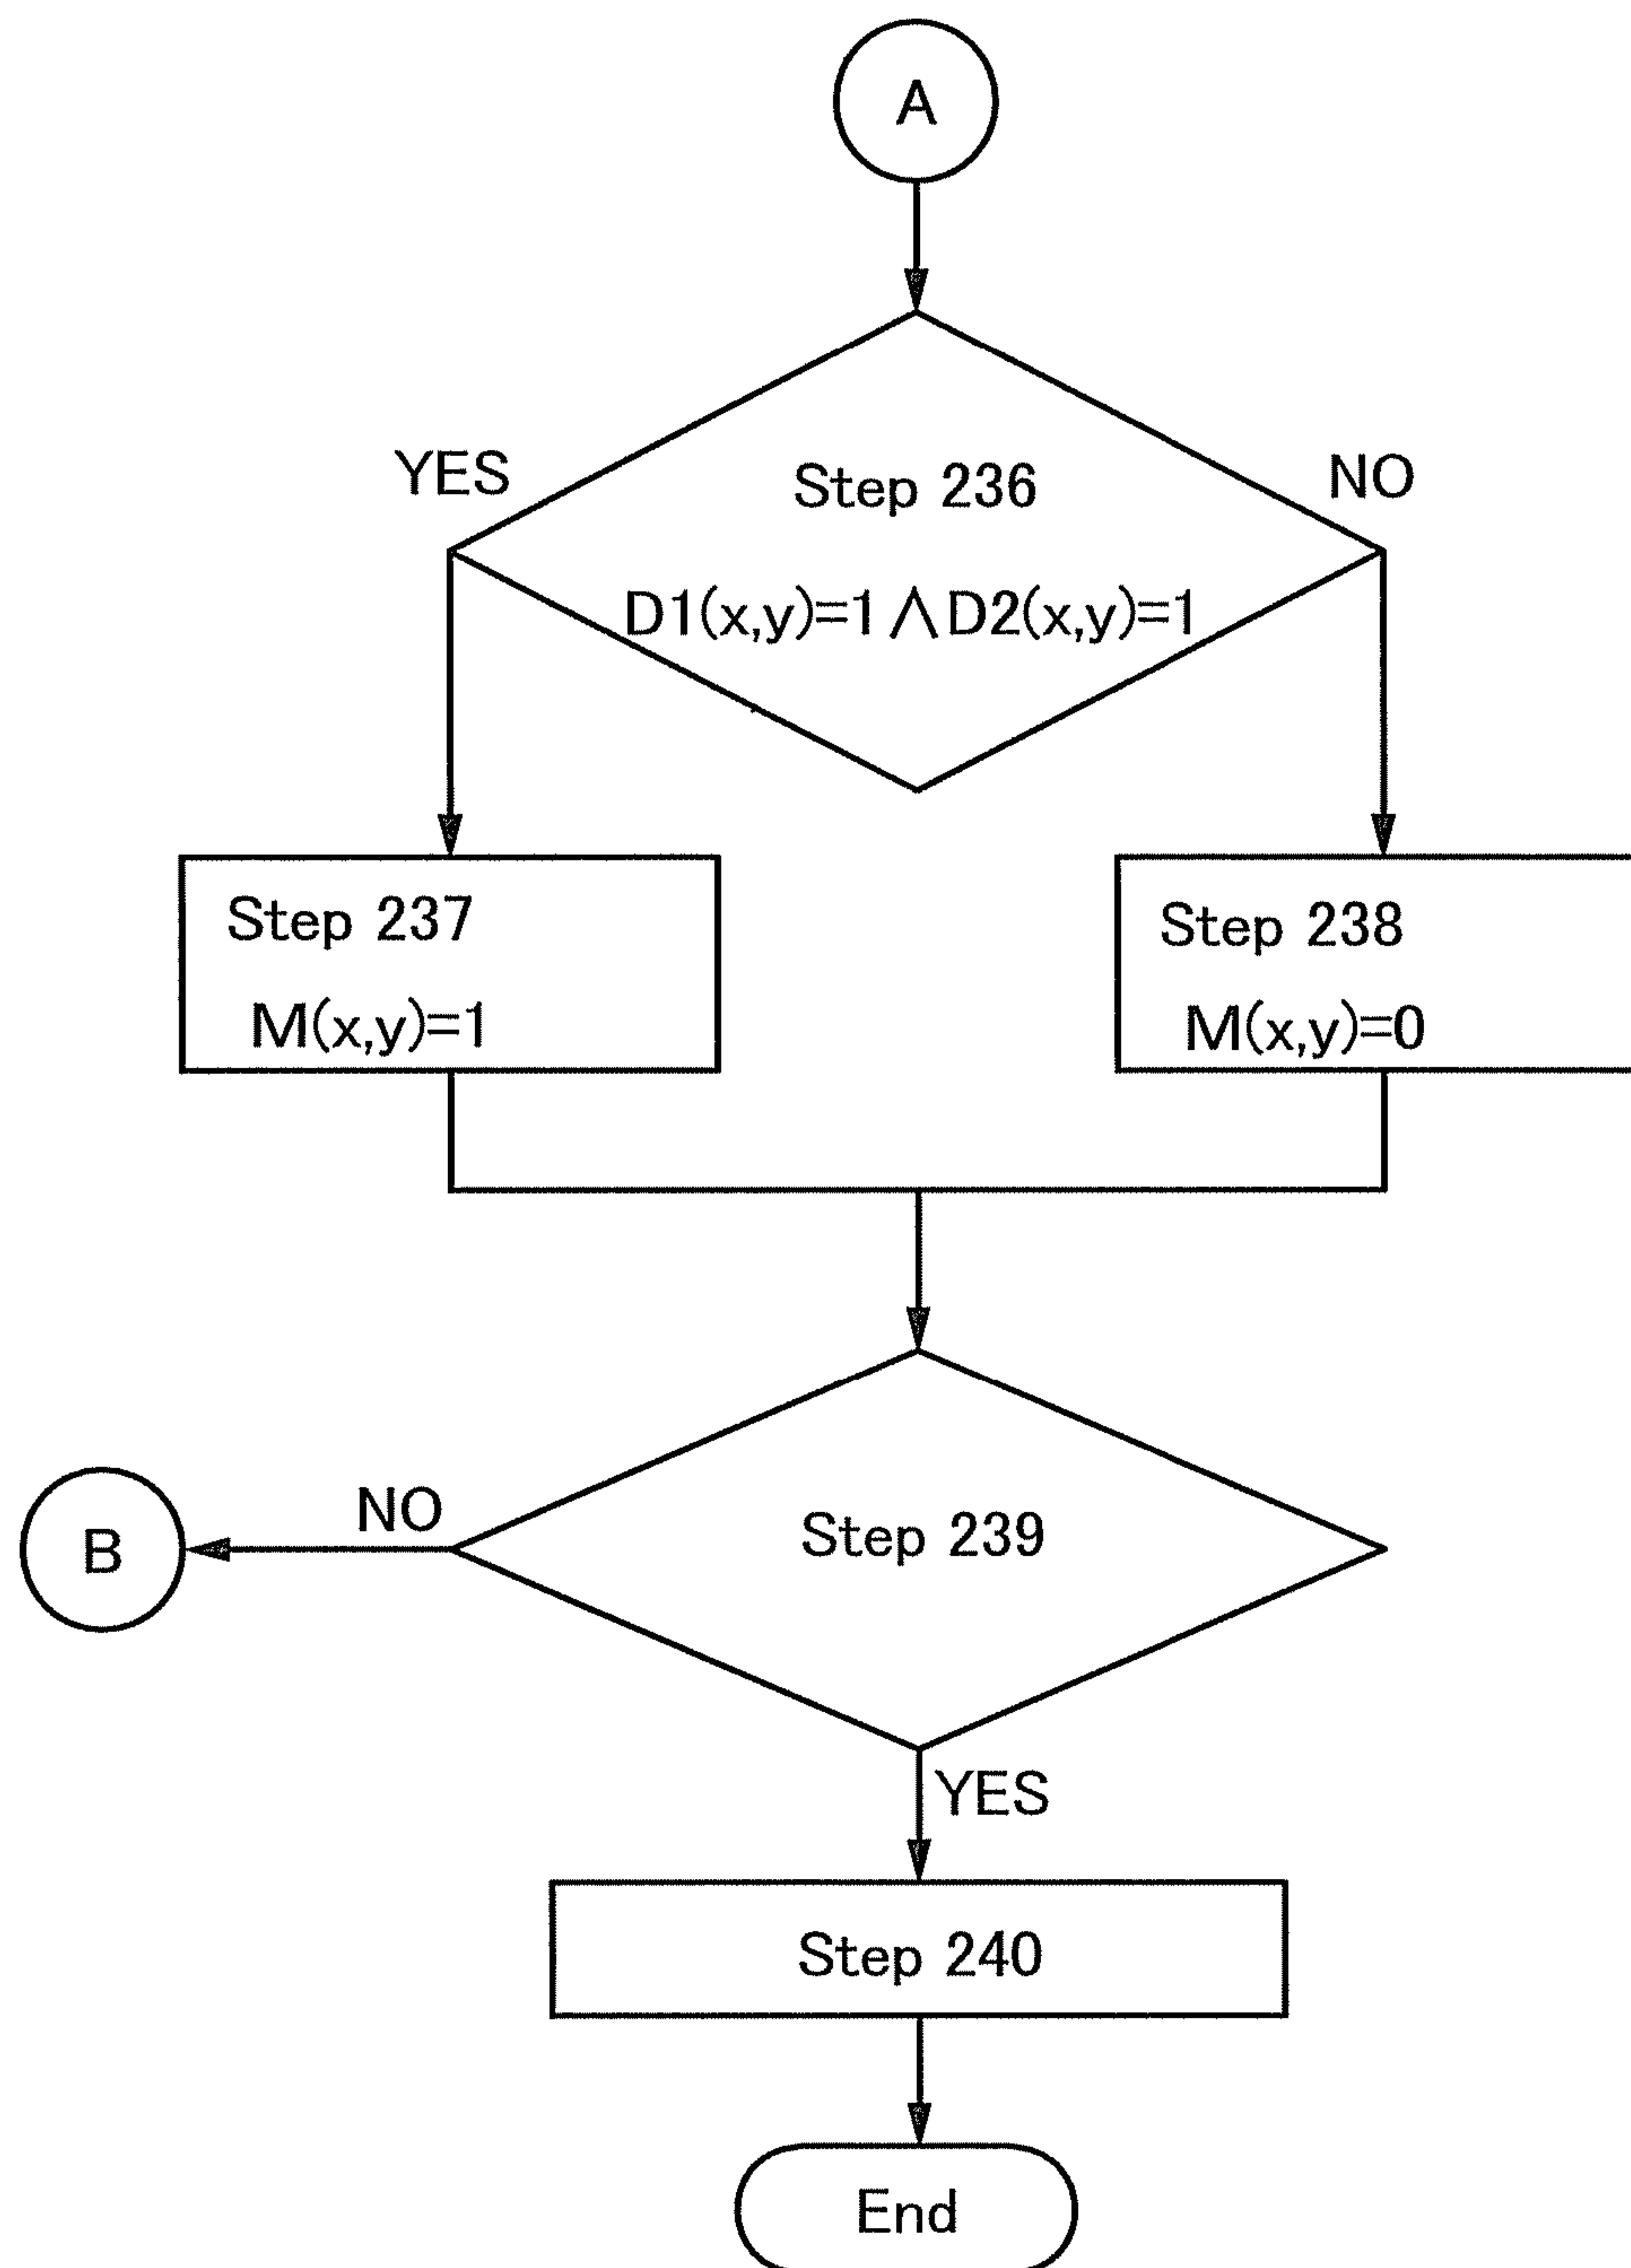 A
YES
NO
Step 236
D1(x,y)=1∧D2(x,y)=1
Step 237
M(x,y)=1
Step 238
M(x,y)=0
B
NO
Step 239
YES
Step 240
End